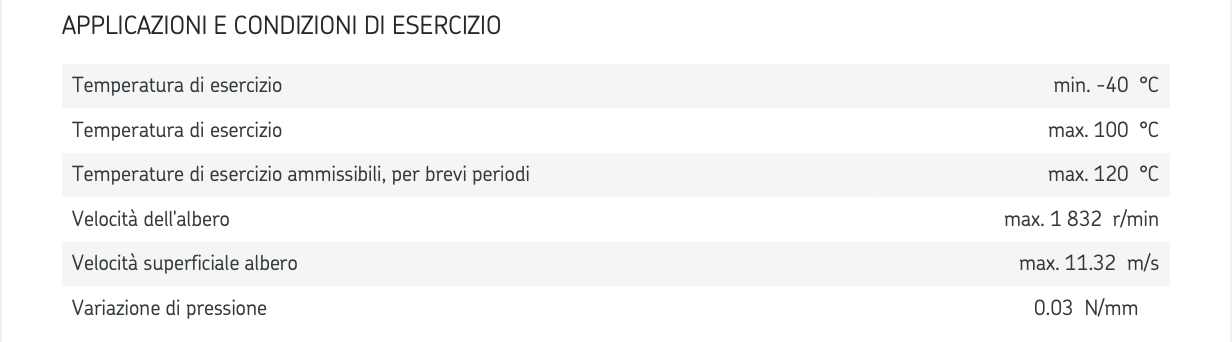 APPLICAZIONI E CONDIZIONI DI ESERCIZIO
Temperatura di esercizio min. -40 °C
Temperatura di esercizio max. 100 °C
Temperature di esercizio ammissibili, per brevi periodi max. 120 °C
Velocità dell'albero max. 1 832 r/min
Velocità superficiale albero max. 11.32 m/s
Variazione di pressione 0.03 N/mm